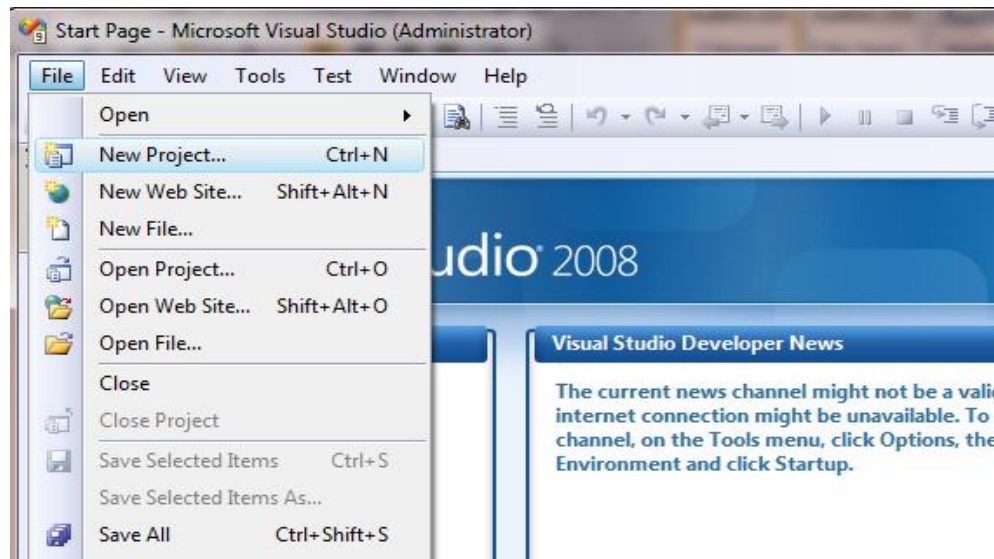 Start Page - Microsoft Visual Studio (Administrator)
File Edit View Tools Test Window Help
Open
New Project... Ctrl+N
New Web Site... Shift+Alt+N
New File...
Open Project... Ctrl+O
Open Web Site... Shift+Alt+O
Open File...
Close
Close Project
Save Selected Items Ctrl+S
Save Selected Items As...
Save All Ctrl+Shift+S
udio 2008
Visual Studio Developer News
The current news channel might not be a vali
internet connection might be unavailable. To
channel, on the Tools menu, click Options, the
Environment and click Startup.